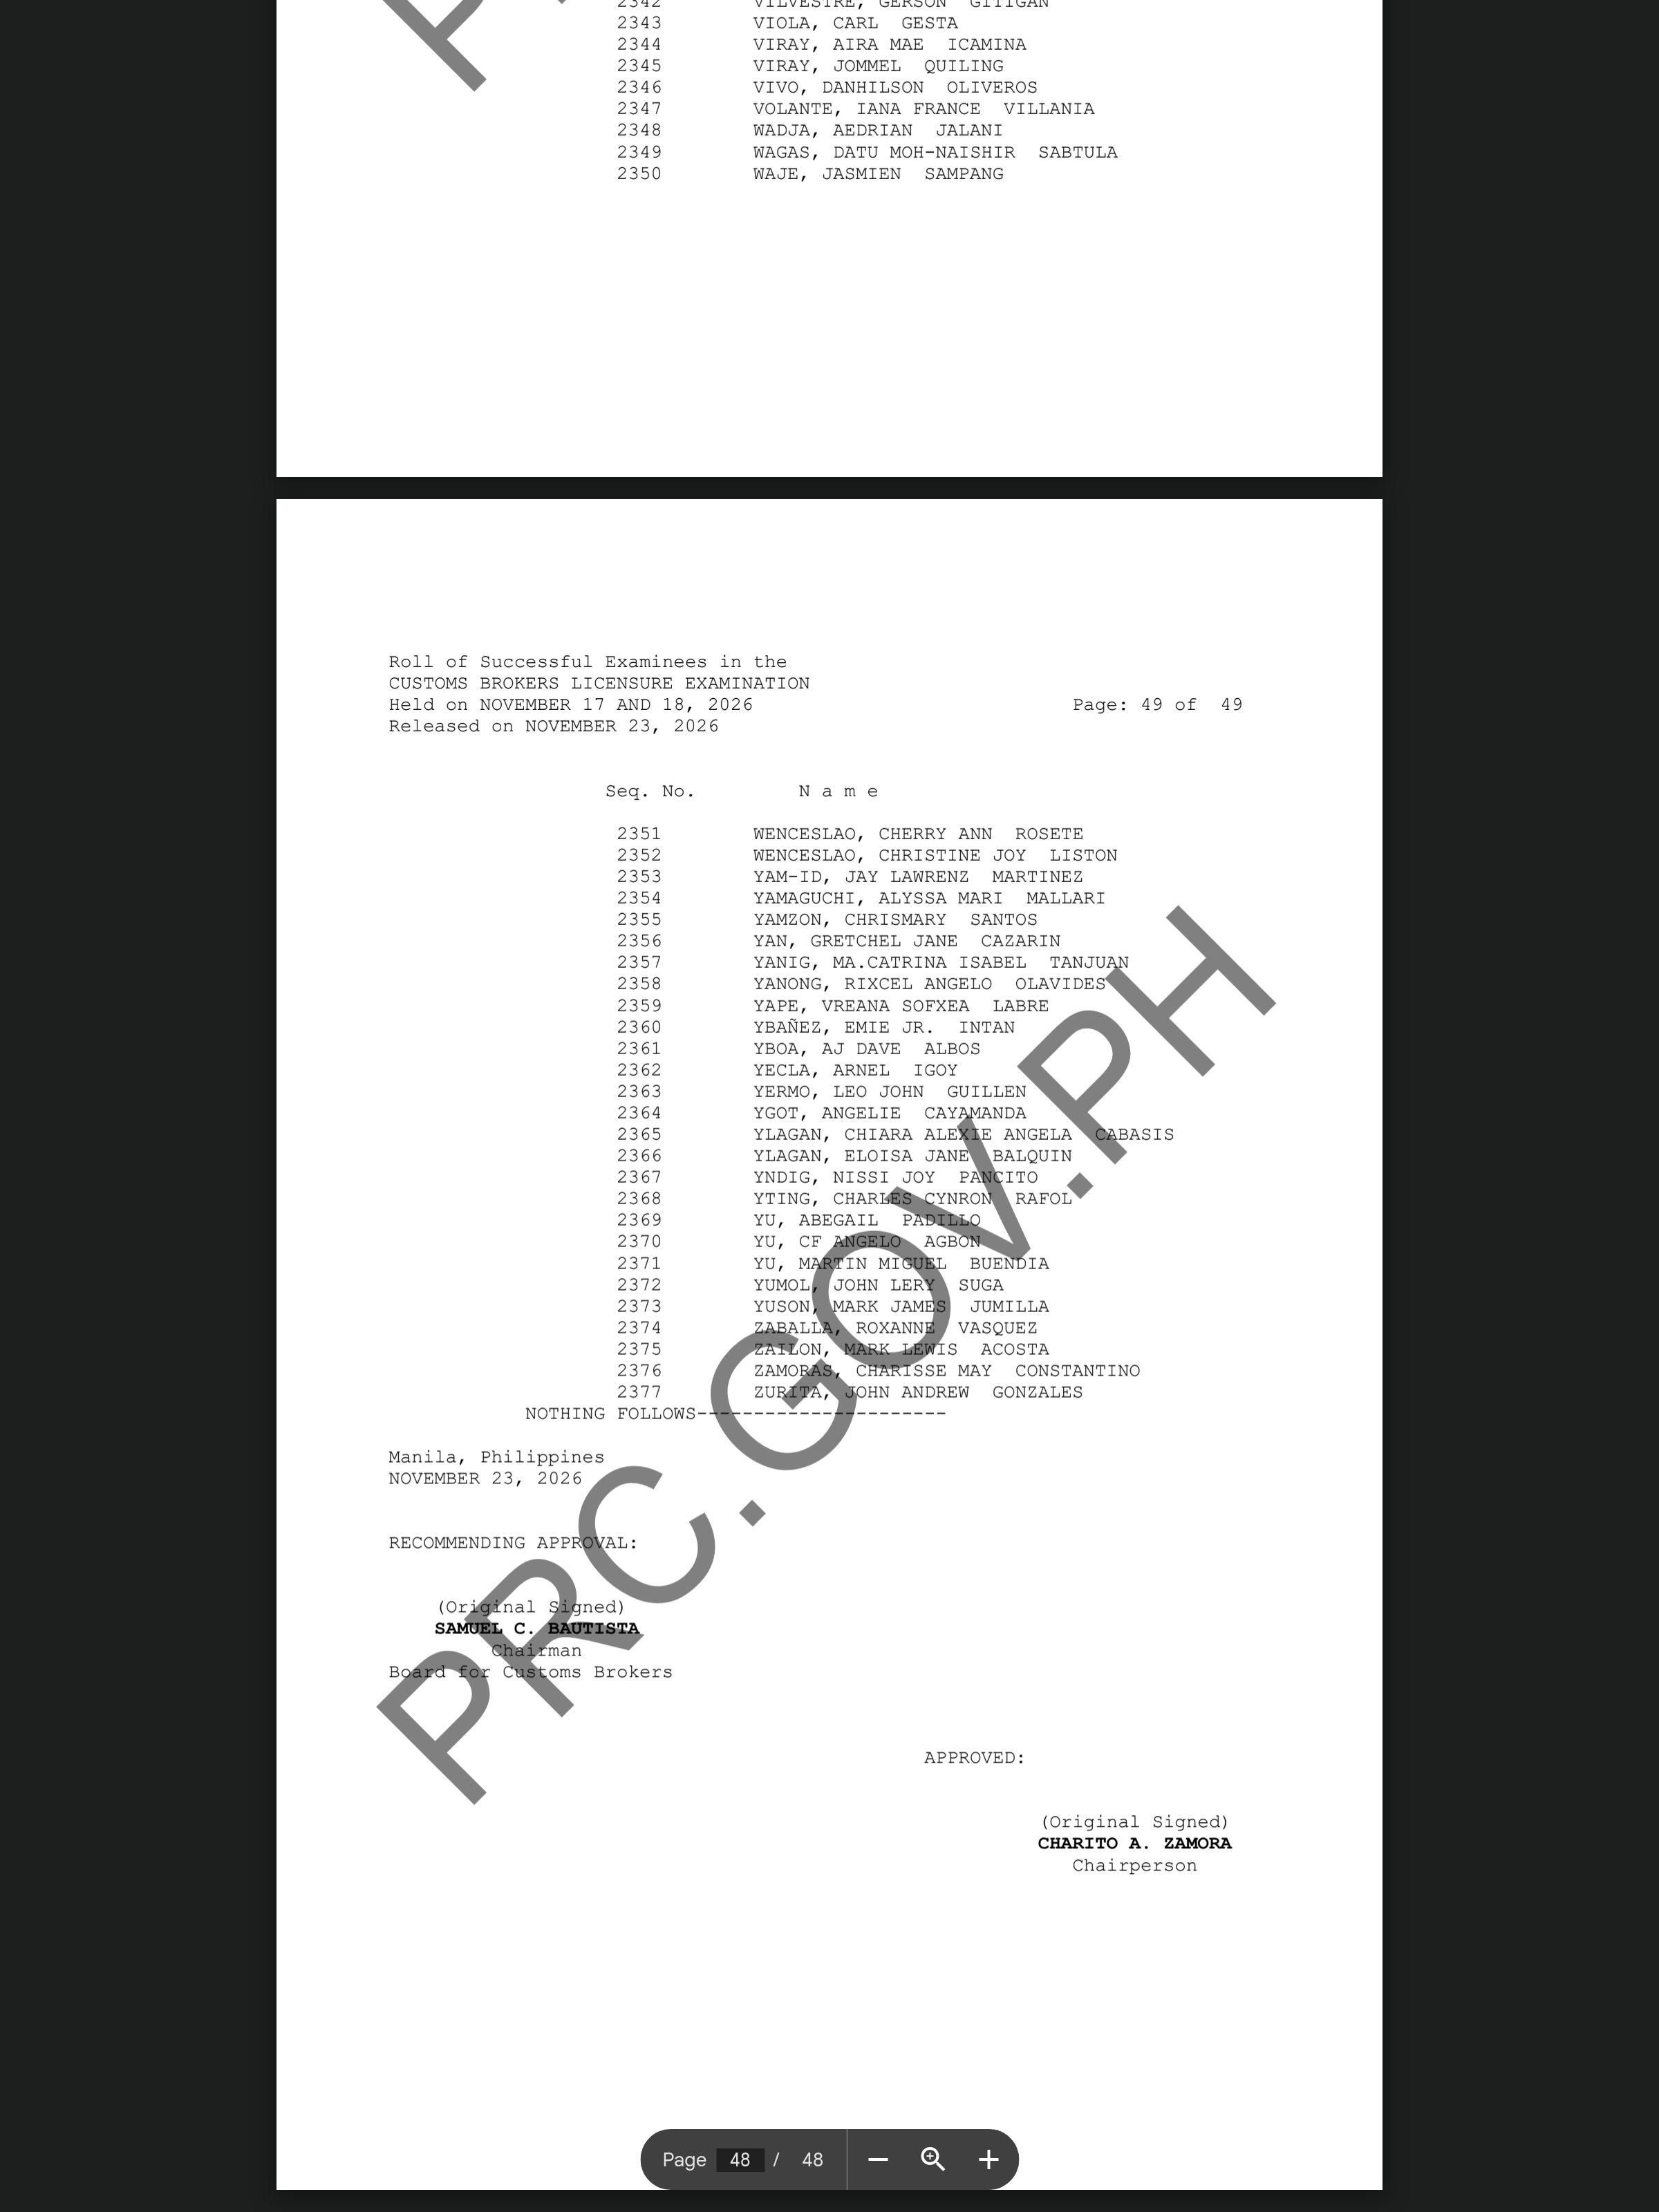 2342 VILVESTRE, GERSON GITIGAN
2343 VIOLA, CARL GESTA
2344 VIRAY, AIRA MAE ICAMINA
2345 VIRAY, JOMMEL QUILING
2346 VIVO, DANHILSON OLIVEROS
2347 VOLANTE, IANA FRANCE VILLANIA
2348 WADJA, AEDRIAN JALANI
2349 WAGAS, DATU MOH-NAISHIR SABTULA
2350 WAJE, JASMIEN SAMPANG
Roll of Successful Examinees in the
CUSTOMS BROKERS LICENSURE EXAMINATION
Held on NOVEMBER 17 AND 18, 2026 Page: 49 of 49
Released on NOVEMBER 23, 2026
Seq. No. N a m e
2351 WENCESLAO, CHERRY ANN ROSETE
2352 WENCESLAO, CHRISTINE JOY LISTON
2353 YAM-ID, JAY LAWRENZ MARTINEZ
2354 YAMAGUCHI, ALYSSA MARI MALLARI
2355 YAMZON, CHRISMARY SANTOS
2356 YAN, GRETCHEL JANE CAZARIN
2357 YANIG, MA.CATRINA ISABEL TANJUAN
2358 YANONG, RIXCEL ANGELO OLAVIDES
2359 YAPE, VREANA SOFXEA LABRE
2360 YBAÑEZ, EMIE JR. INTAN
2361 YBOA, AJ DAVE ALBOS
2362 YECLA, ARNEL IGOY
2363 YERMO, LEO JOHN GUILLEN
2364 YGOT, ANGELIE CAYAMANDA
2365 YLAGAN, CHIARA ALEXIE ANGELA CABASIS
2366 YLAGAN, ELOISA JANE BALQUIN
2367 YNDIG, NISSI JOY PANCITO
2368 YTING, CHARLES CYNRON RAFOL
2369 YU, ABEGAIL PADILLO
2370 YU, CF ANGELO AGBON
2371 YU, MARTIN MIGUEL BUENDIA
2372 YUMOL, JOHN LERY SUGA
2373 YUSON, MARK JAMES JUMILLA
2374 ZABALLA, ROXANNE VASQUEZ
2375 ZAILON, MARK LEWIS ACOSTA
2376 ZAMORAS, CHARISSE MAY CONSTANTINO
2377 ZURITA, JOHN ANDREW GONZALES
NOTHING FOLLOWS----------------------
Manila, Philippines
NOVEMBER 23, 2026
RECOMMENDING APPROVAL:
(Original Signed)
SAMUEL C. BAUTISTA
Chairman
Board for Customs Brokers
APPROVED:
(Original Signed)
CHARITO A. ZAMORA
Chairperson
PRC.GOV.PH
Page 48 / 48